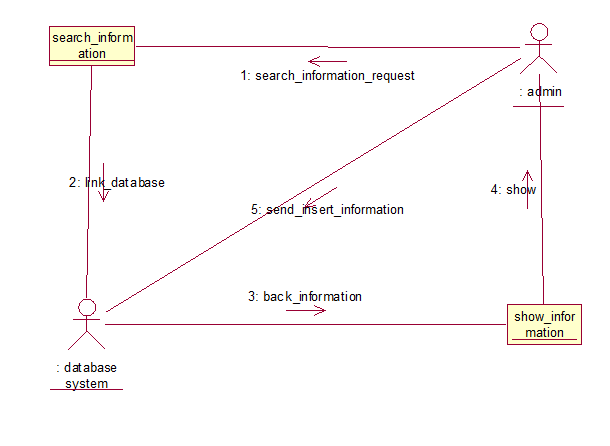 search_inform
ation
1: search_information_request
: admin
2: link_database
4: show
5: send_insert_information
3: back_information
show_infor
mation
: database
system